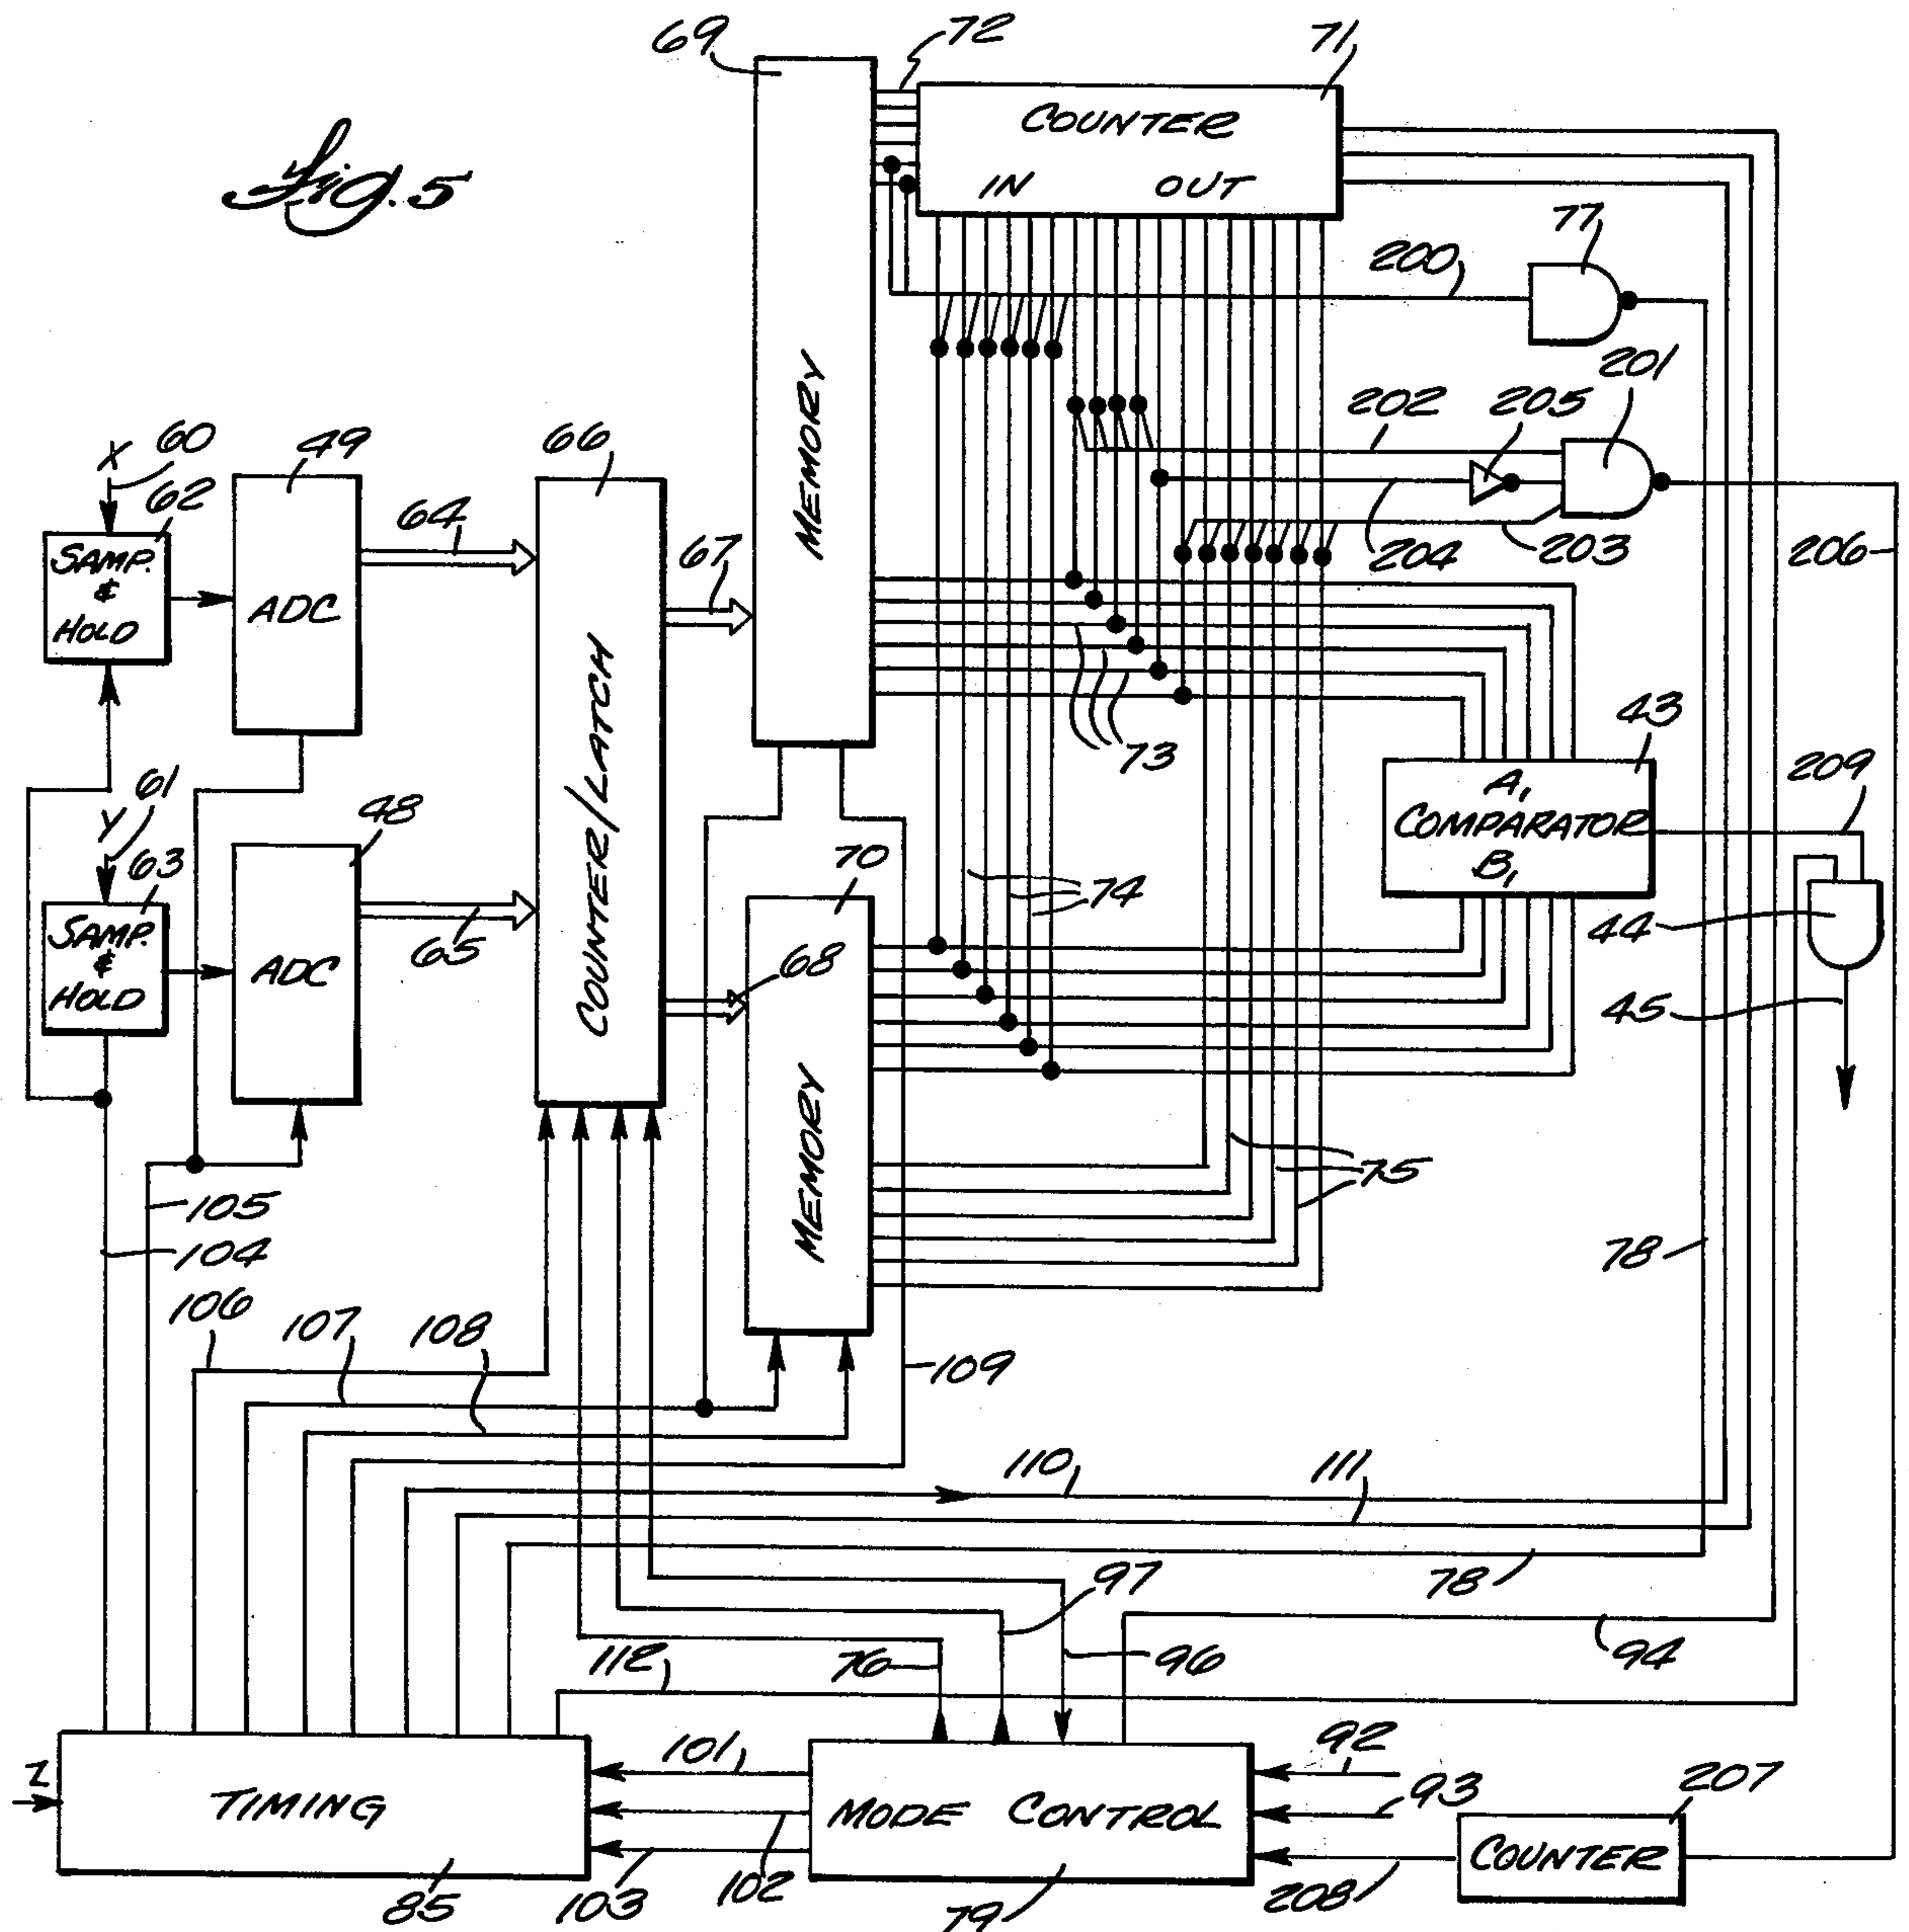 Fig. 5
69
72
71
COUNTER
IN OUT
77
200
201
202
205
204
203
206
MEMORY
X
60
62
SAMP.
&
HOLD
49
ADC
64
66
COUNTER/LATCH
67
73
43
A1
COMPARATOR
B1
209
Y
61
63
SAMP.
&
HOLD
48
ADC
65
70
68
MEMORY
74
44
45
75
105
104
106
107
108
109
78
110
111
78
97
76
96
94
112
Z
TIMING
85
101
102
103
MODE CONTROL
79
92
93
208
207
COUNTER